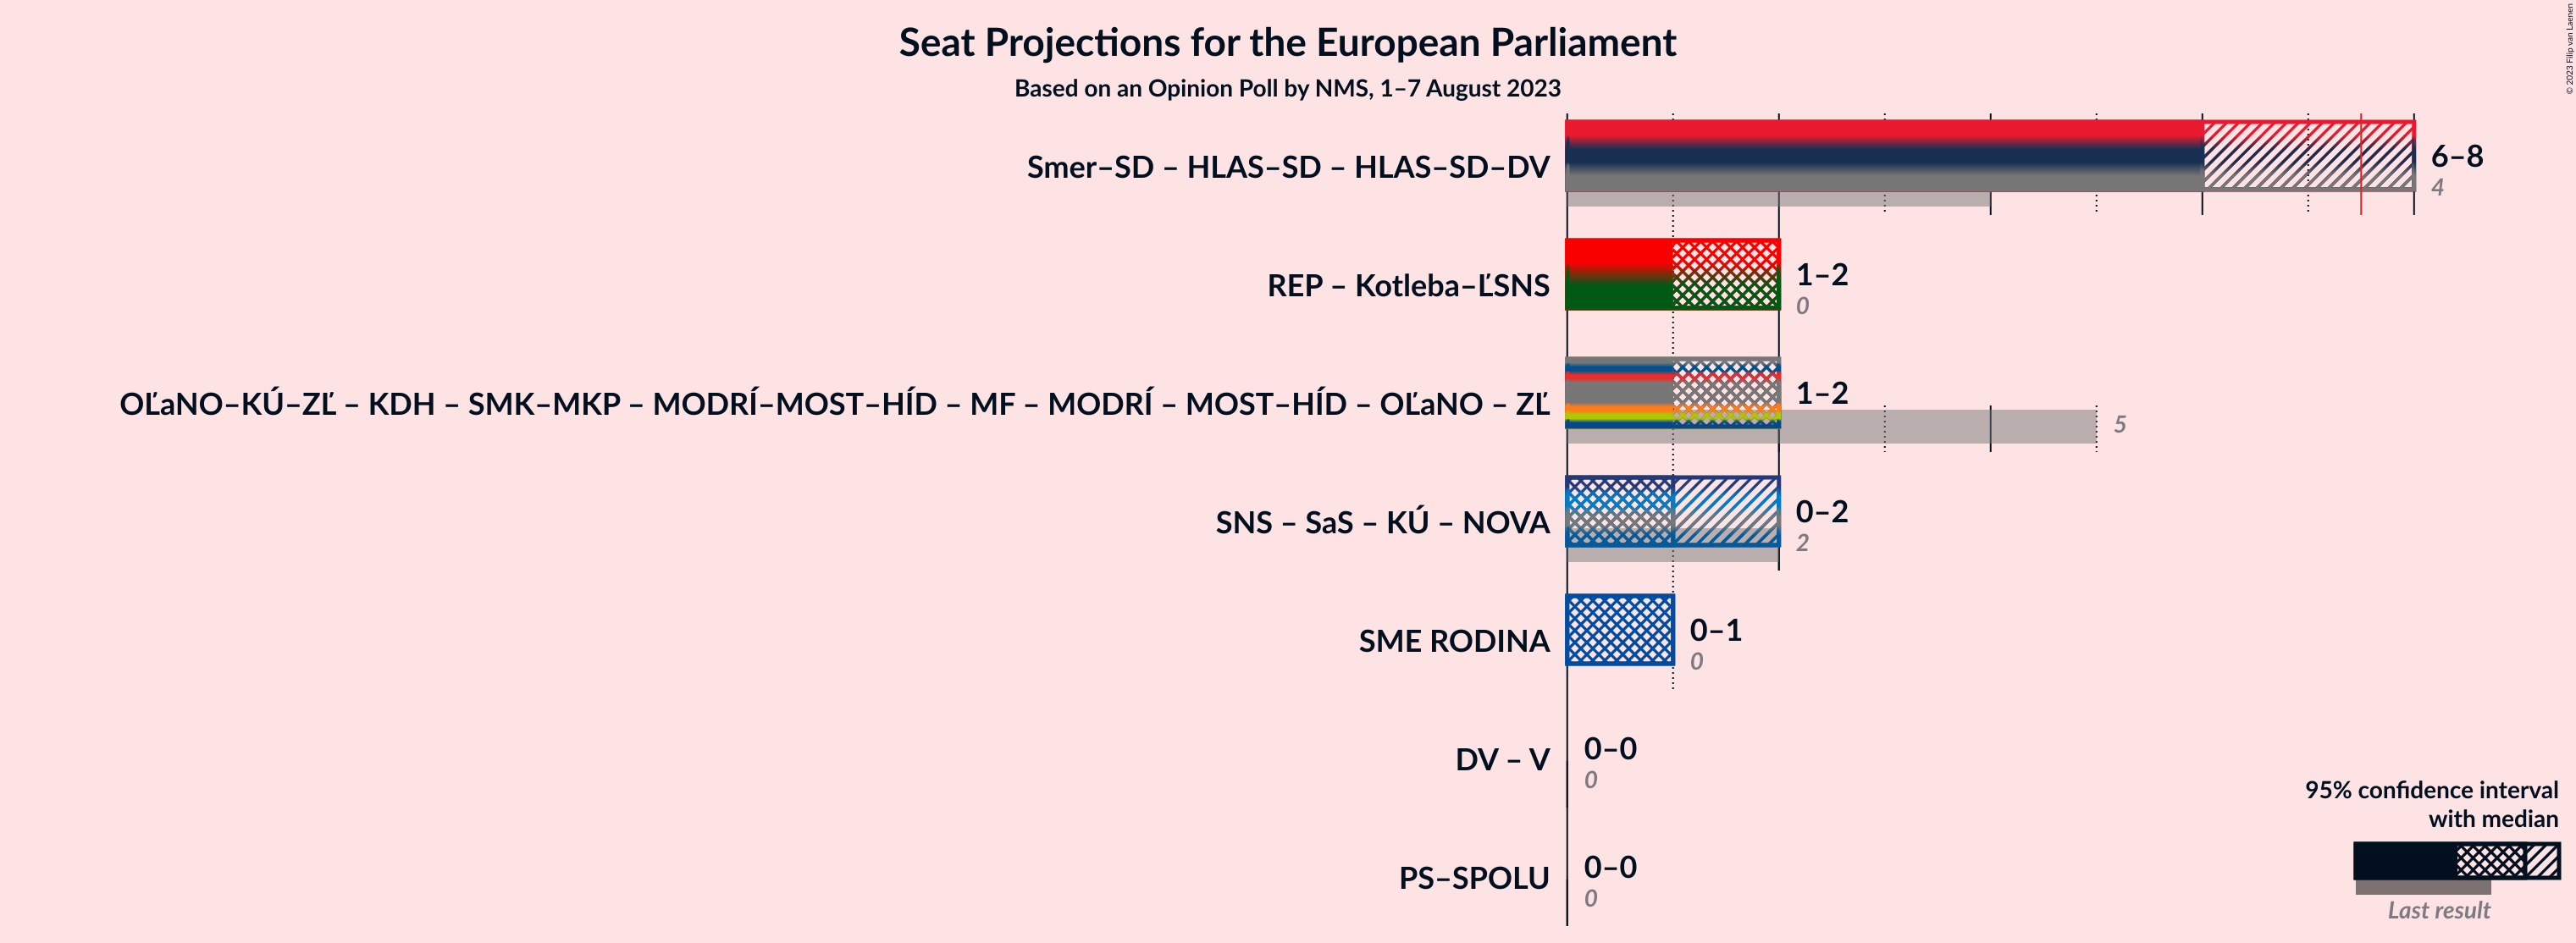 Seat Projections for the European Parliament
Based on an Opinion Poll by NMS, 1–7 August 2023
© 2023 Filip van Laenen
Smer–SD – HLAS–SD – HLAS–SD–DV
6–8
4
REP – Kotleba–ĽSNS
1–2
0
OĽaNO–KÚ–ZĽ – KDH – SMK–MKP – MODRÍ–MOST–HÍD – MF – MODRÍ – MOST–HÍD – OĽaNO – ZĽ
1–2
5
SNS – SaS – KÚ – NOVA
0–2
2
SME RODINA
0–1
0
DV – V
0–0
0
PS–SPOLU
0–0
0
95% confidence interval
with median
Last result